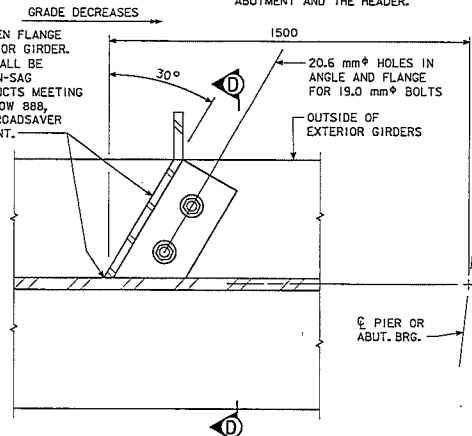 GRADE DECREASES
ABUTMENT AND THE HEADER.
1500
EN FLANGE
OR GIRDER.
ALL BE
N-SAG
UCTS MEETING
OW 888,
ROADSAVER
NT.
30°
D
20.6 mmΦ HOLES IN
ANGLE AND FLANGE
FOR 19.0 mmΦ BOLTS
OUTSIDE OF
EXTERIOR GIRDERS
℄ PIER OR
ABUT. BRG.
D